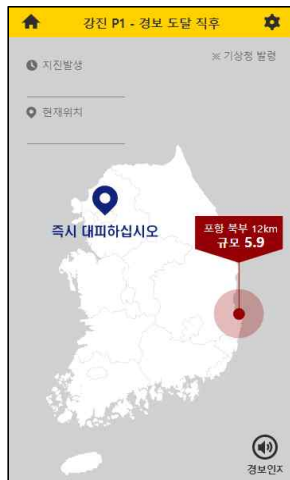 강진 P1 - 경보 도달 직후
지진발생
※ 기상청 발령
현재위치
즉시 대피하십시오
포항 북부 12km
규모 5.9
경보인지